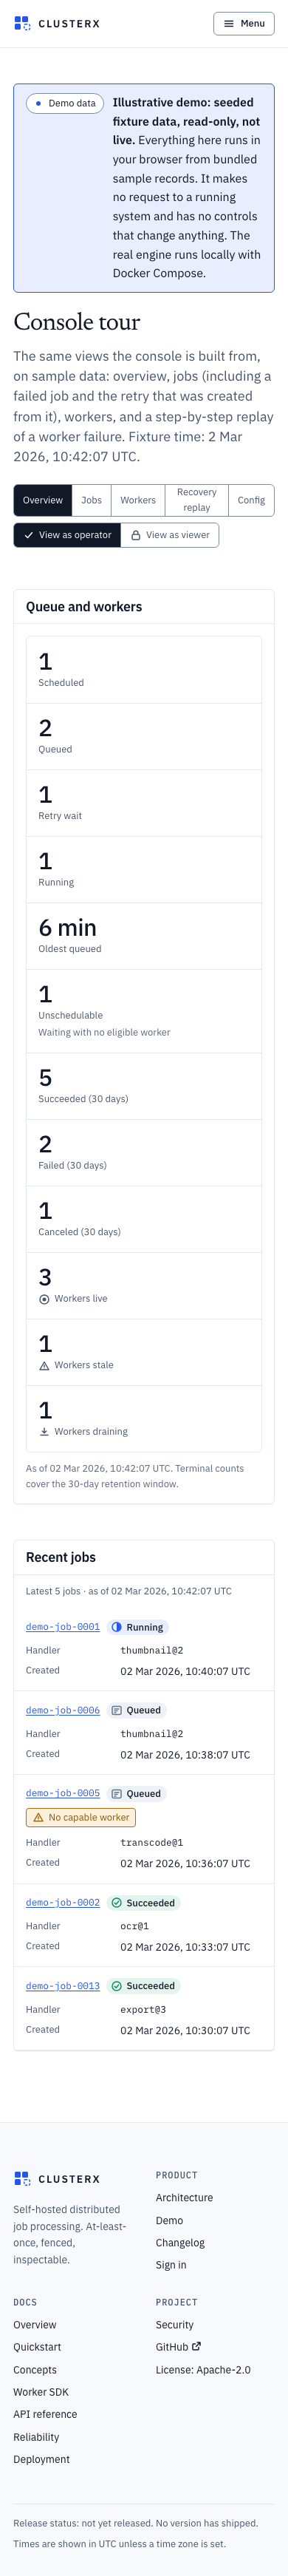 CLUSTERX
Menu
Demo data
Illustrative demo: seeded
fixture data, read-only, not
live. Everything here runs in
your browser from bundled
sample records. It makes
no request to a running
system and has no controls
that change anything. The
real engine runs locally with
Docker Compose.
Console tour
The same views the console is built from,
on sample data: overview, jobs (including a
failed job and the retry that was created
from it), workers, and a step-by-step replay
of a worker failure. Fixture time: 2 Mar
2026, 10:42:07 UTC.
Overview
Jobs
Workers
Recovery
replay
Config
View as operator
View as viewer
Queue and workers
1
Scheduled
2
Queued
1
Retry wait
1
Running
6 min
Oldest queued
1
Unschedulable
Waiting with no eligible worker
5
Succeeded (30 days)
2
Failed (30 days)
1
Canceled (30 days)
3
Workers live
1
Workers stale
1
Workers draining
As of 02 Mar 2026, 10:42:07 UTC. Terminal counts
cover the 30-day retention window.
Recent jobs
Latest 5 jobs · as of 02 Mar 2026, 10:42:07 UTC
demo-job-0001 Running
Handler thumbnail@2
Created 02 Mar 2026, 10:40:07 UTC
demo-job-0006 Queued
Handler thumbnail@2
Created 02 Mar 2026, 10:38:07 UTC
demo-job-0005 Queued
No capable worker
Handler transcode@1
Created 02 Mar 2026, 10:36:07 UTC
demo-job-0002 Succeeded
Handler ocr@1
Created 02 Mar 2026, 10:33:07 UTC
demo-job-0013 Succeeded
Handler export@3
Created 02 Mar 2026, 10:30:07 UTC
CLUSTERX
Self-hosted distributed
job processing. At-least-
once, fenced,
inspectable.
PRODUCT
Architecture
Demo
Changelog
Sign in
DOCS
Overview
Quickstart
Concepts
Worker SDK
API reference
Reliability
Deployment
PROJECT
Security
GitHub
License: Apache-2.0
Release status: not yet released. No version has shipped.
Times are shown in UTC unless a time zone is set.